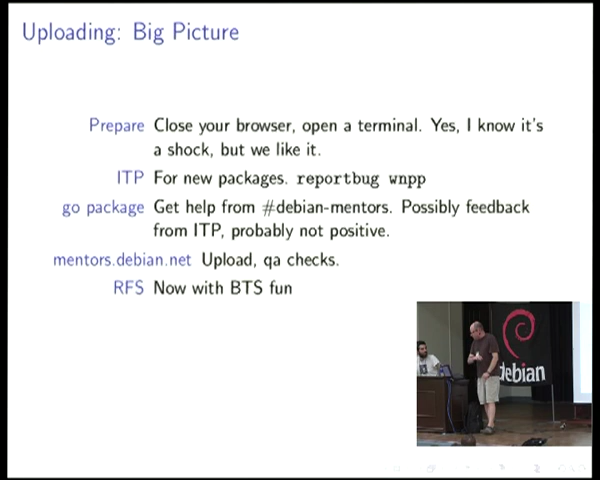 Uploading: Big Picture
Prepare Close your browser, open a terminal. Yes, I know it's
a shock, but we like it.
ITP For new packages. reportbug wnpp
go package Get help from #debian-mentors. Possibly feedback
from ITP, probably not positive.
mentors.debian.net Upload, qa checks.
RFS Now with BTS fun
debian